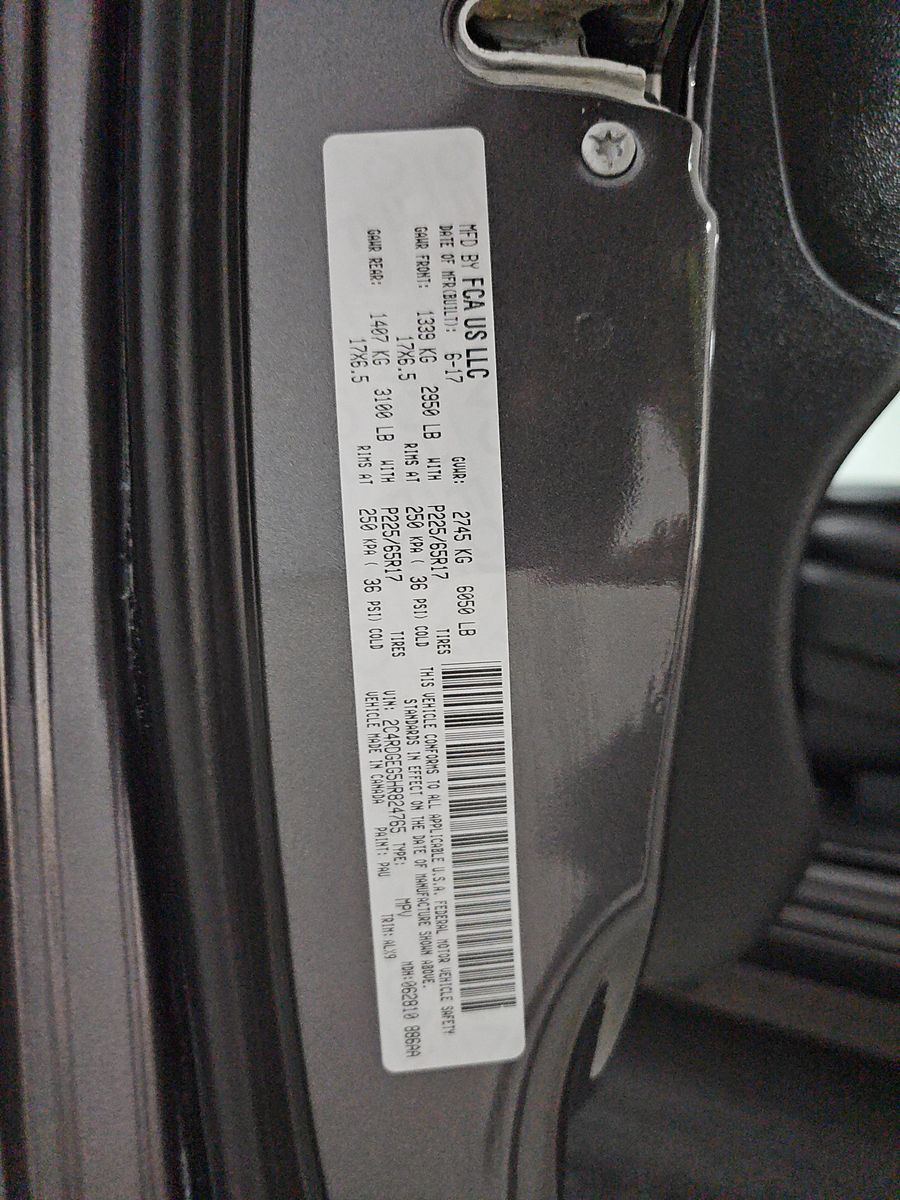 MFD BY FCA US LLC
DATE OF MFR(BUILT): 6-17 GVWR: 2745 KG 6050 LB
GAWR FRONT: 1339 KG 2950 LB WITH P225/65R17 TIRES
17X6.5 RIMS AT 250 KPA ( 36 PSI) COLD
GAWR REAR: 1407 KG 3100 LB WITH P225/65R17 TIRES
17X6.5 RIMS AT 250 KPA ( 36 PSI) COLD
THIS VEHICLE CONFORMS TO ALL APPLICABLE U.S.A. FEDERAL MOTOR VEHICLE SAFETY
STANDARDS IN EFFECT ON THE DATE OF MANUFACTURE SHOWN ABOVE.
VIN: 2C4RDGEG5HR824765 TYPE: MPV MDH:062810 886AA
VEHICLE MADE IN CANADA PAINT: PAU TRIM: ALX9